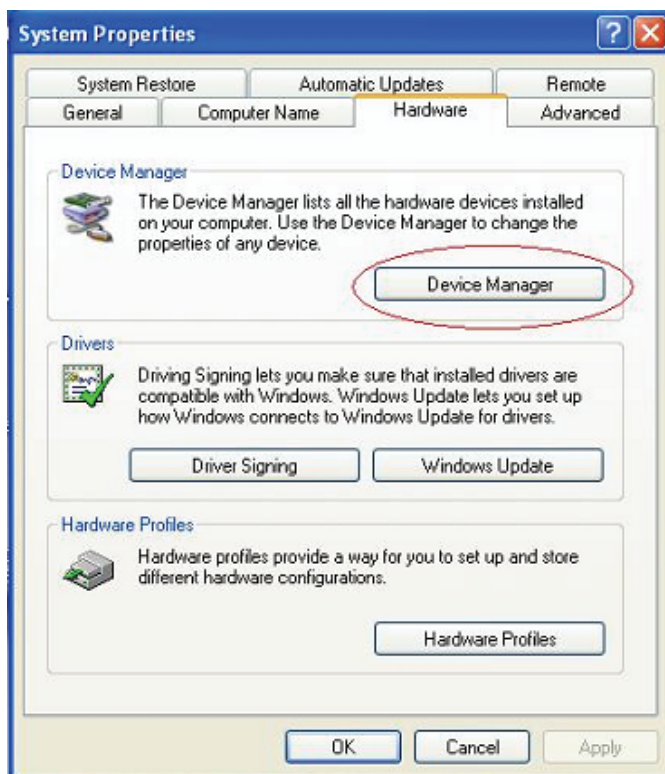 System Properties
System Restore Automatic Updates Remote
General Computer Name Hardware Advanced
Device Manager
The Device Manager lists all the hardware devices installed
on your computer. Use the Device Manager to change the
properties of any device.
Device Manager
Drivers
Driving Signing lets you make sure that installed drivers are
compatible with Windows. Windows Update lets you set up
how Windows connects to Windows Update for drivers.
Driver Signing Windows Update
Hardware Profiles
Hardware profiles provide a way for you to set up and store
different hardware configurations.
Hardware Profiles
OK Cancel Apply